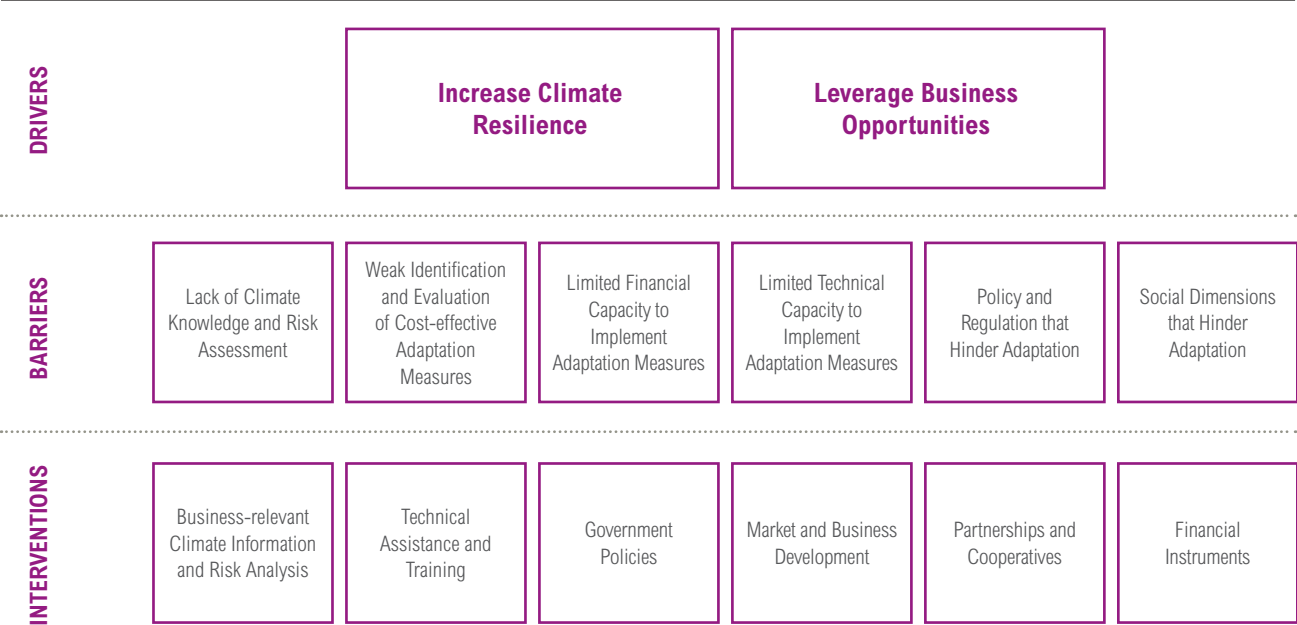 DRIVERS
Increase Climate
Resilience
Leverage Business
Opportunities
BARRIERS
Lack of Climate
Knowledge and Risk
Assessment
Weak Identification
and Evaluation
of Cost-effective
Adaptation
Measures
Limited Financial
Capacity to
Implement
Adaptation Measures
Limited Technical
Capacity to
Implement
Adaptation Measures
Policy and
Regulation that
Hinder Adaptation
Social Dimensions
that Hinder
Adaptation
INTERVENTIONS
Business-relevant
Climate Information
and Risk Analysis
Technical
Assistance and
Training
Government
Policies
Market and Business
Development
Partnerships and
Cooperatives
Financial
Instruments